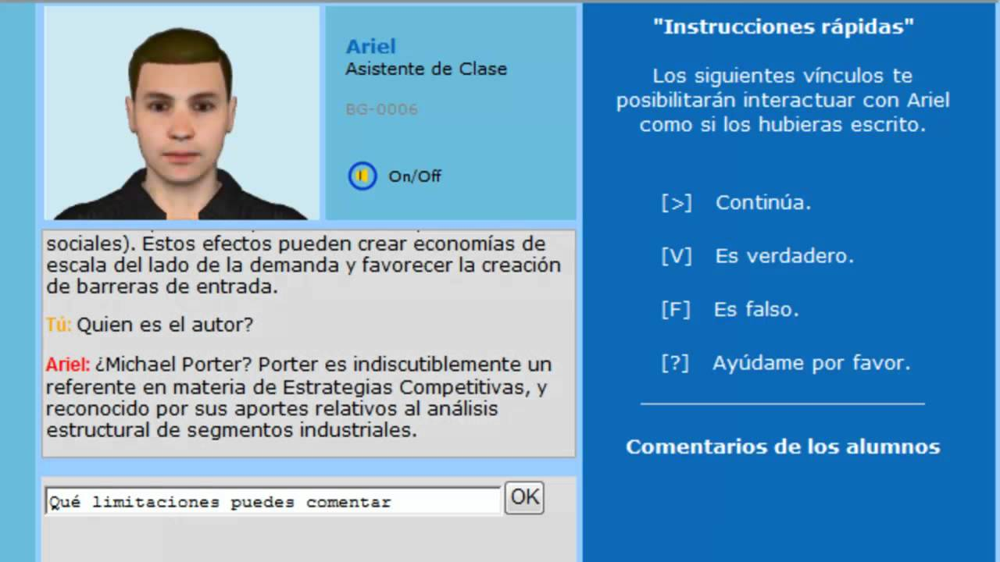 Ariel
Asistente de Clase
BG-0006
On/Off
sociales). Estos efectos pueden crear economías de
escala del lado de la demanda y favorecer la creación
de barreras de entrada.
Tú: Quien es el autor?
Ariel: ¿Michael Porter? Porter es indiscutiblemente un
referente en materia de Estrategias Competitivas, y
reconocido por sus aportes relativos al análisis
estructural de segmentos industriales.
Qué limitaciones puedes comentar
OK
"Instrucciones rápidas"
Los siguientes vínculos te
posibilitarán interactuar con Ariel
como si los hubieras escrito.
[>] Continúa.
[V] Es verdadero.
[F] Es falso.
[?] Ayúdame por favor.
Comentarios de los alumnos